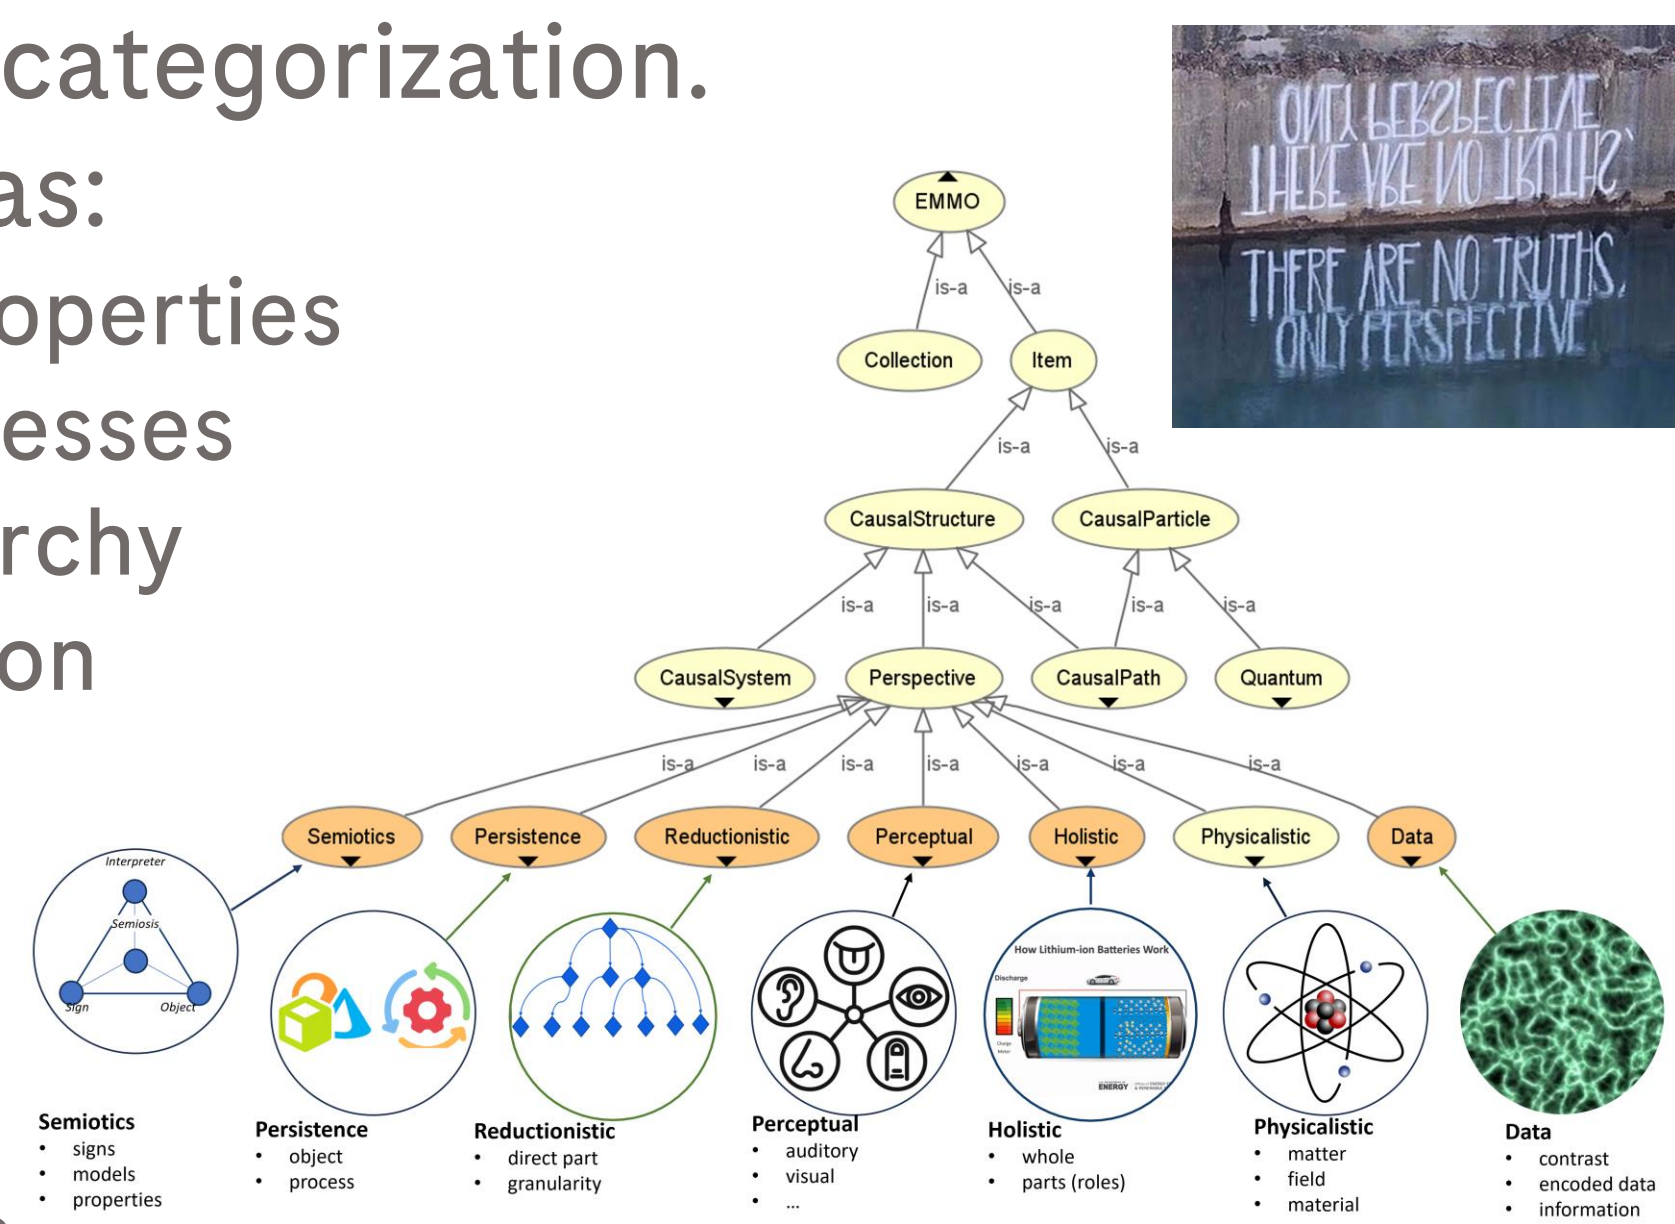 categorization.
as:
operties
esses
rchy
on
ONLY PERSPECTIVE
THERE ARE NO TRUTHS,
THERE ARE NO TRUTHS,
ONLY PERSPECTIVE
EMMO
is-a is-a
Collection Item
is-a is-a
CausalStructure CausalParticle
is-a is-a is-a is-a is-a
CausalSystem Perspective CausalPath Quantum
is-a is-a is-a is-a is-a is-a is-a
Semiotics Persistence Reductionistic Perceptual Holistic Physicalistic Data
Interpreter
Semiosis
Sign Object
How Lithium-ion Batteries Work
Discharge
Charge
Meter
ENERGY
Semiotics
• signs
• models
• properties
Persistence
• object
• process
Reductionistic
• direct part
• granularity
Perceptual
• auditory
• visual
• ...
Holistic
• whole
• parts (roles)
Physicalistic
• matter
• field
• material
Data
• contrast
• encoded data
• information